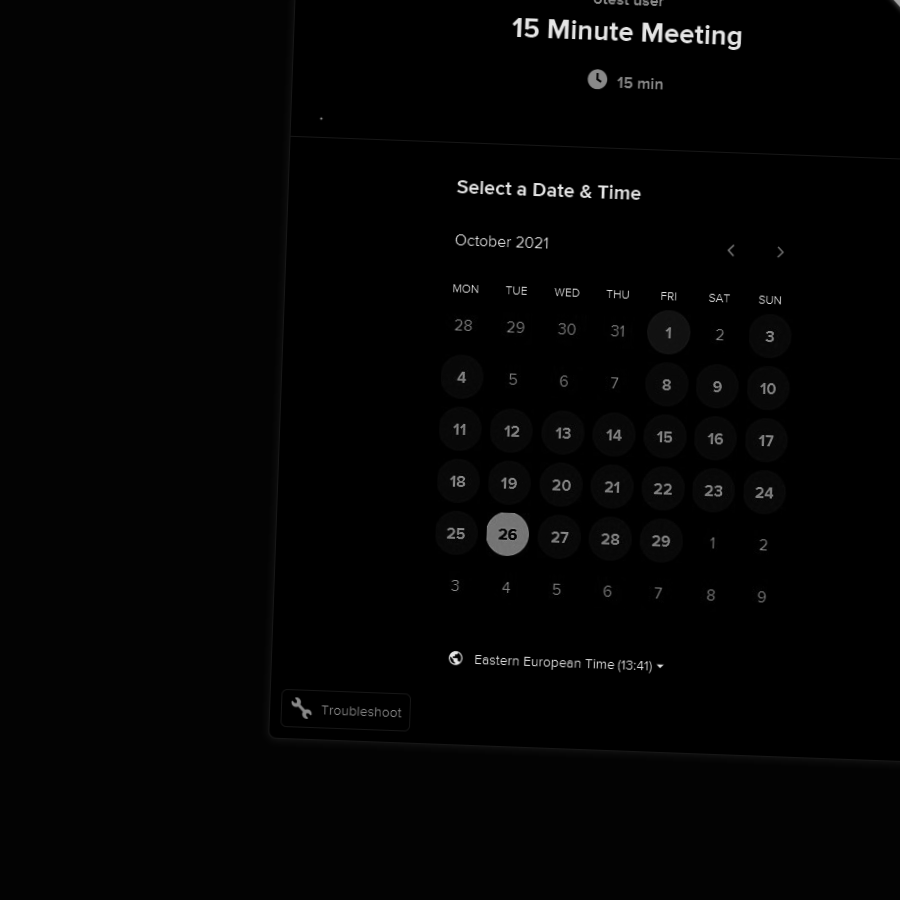 user
15 Minute Meeting
15 min
Select a Date & Time
October 2021
MON TUE WED THU FRI SAT SUN
28 29 30 31 1 2 3
4 5 6 7 8 9 10
11 12 13 14 15 16 17
18 19 20 21 22 23 24
25 26 27 28 29 1 2
3 4 5 6 7 8 9
Eastern European Time (13:41)
Troubleshoot